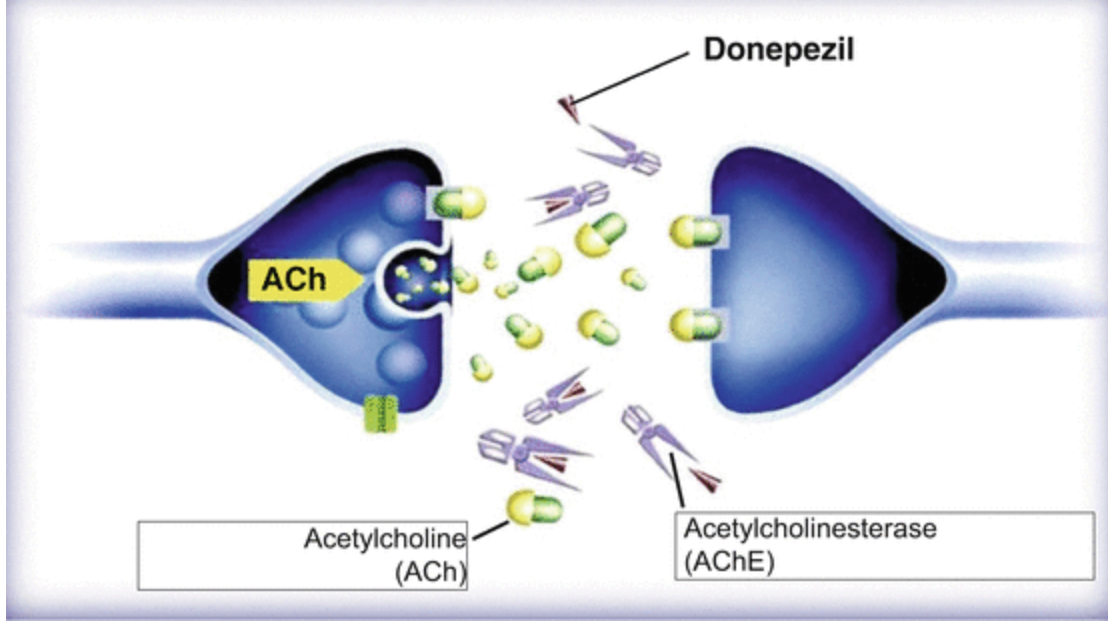 Donepezil
ACh
Acetylcholine
(ACh)
Acetylcholinesterase
(AChE)